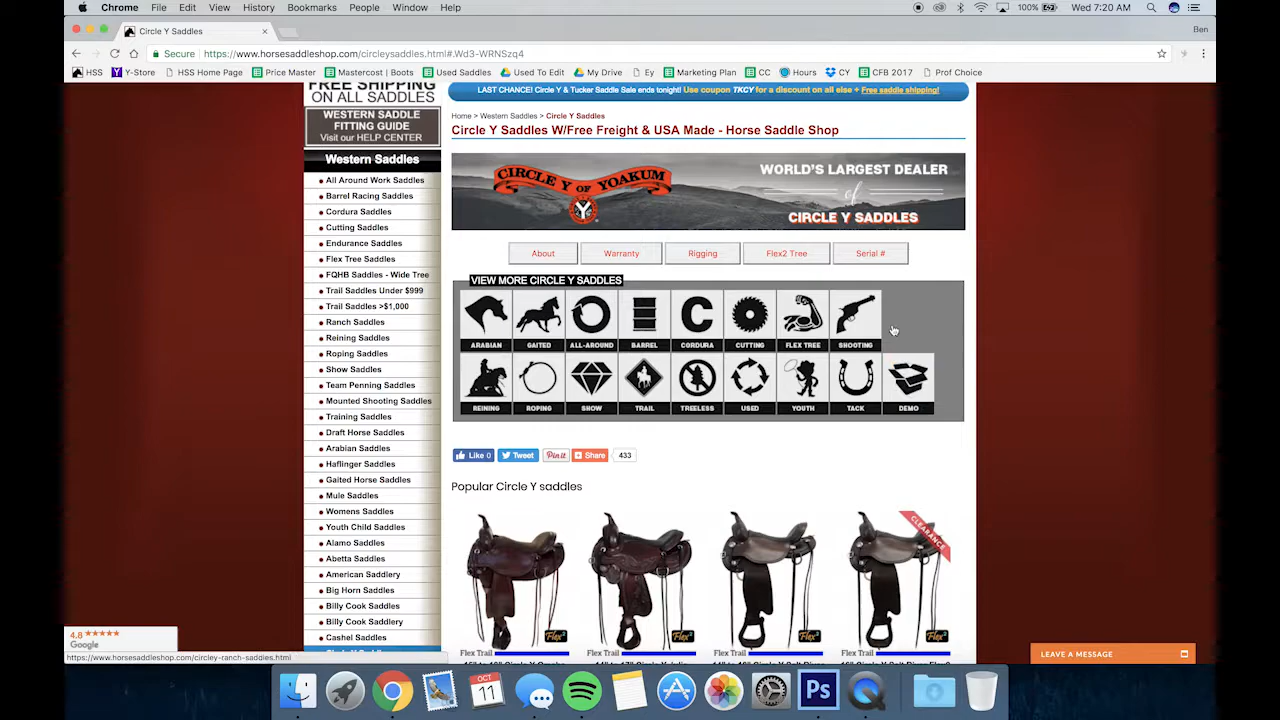 Chrome File Edit View History Bookmarks People Window Help 100% Wed 7:20 AM
Circle Y Saddles Ben
Secure https://www.horsesaddleshop.com/circleysaddles.html#.Wd3-WRNSzq4
HSS Y-Store HSS Home Page Price Master Mastercost | Boots Used Saddles Used To Edit My Drive Ey Marketing Plan CC Hours CY CFB 2017 Prof Choice
FREE SHIPPING
ON ALL SADDLES
WESTERN SADDLE
FITTING GUIDE
Visit our HELP CENTER
Western Saddles
All Around Work Saddles
Barrel Racing Saddles
Cordura Saddles
Cutting Saddles
Endurance Saddles
Flex Tree Saddles
FQHB Saddles - Wide Tree
Trail Saddles Under $999
Trail Saddles >$1,000
Ranch Saddles
Reining Saddles
Roping Saddles
Show Saddles
Team Penning Saddles
Mounted Shooting Saddles
Training Saddles
Draft Horse Saddles
Arabian Saddles
Haflinger Saddles
Gaited Horse Saddles
Mule Saddles
Womens Saddles
Youth Child Saddles
Alamo Saddles
Abetta Saddles
American Saddlery
Big Horn Saddles
Billy Cook Saddles
Billy Cook Saddlery
Cashel Saddles
LAST CHANCE! Circle Y & Tucker Saddle Sale ends tonight! Use coupon TKCY for a discount on all else + Free saddle shipping!
Home > Western Saddles > Circle Y Saddles
Circle Y Saddles W/Free Freight & USA Made - Horse Saddle Shop
CIRCLE Y OF YOAKUM
Y
WORLD'S LARGEST DEALER
of
CIRCLE Y SADDLES
About Warranty Rigging Flex2 Tree Serial #
VIEW MORE CIRCLE Y SADDLES
C
ARABIAN GAITED ALL-AROUND BARREL CORDURA CUTTING FLEX TREE SHOOTING
REINING ROPING SHOW TRAIL TREELESS USED YOUTH TACK DEMO
Like 0 Tweet Pin it Share 433
Popular Circle Y saddles
CLEARANCE
Flex² Flex² Flex² Flex²
Flex Trail Flex Trail Flex Trail Flex Trail
4.8
Google
https://www.horsesaddleshop.com/circley-ranch-saddles.html
LEAVE A MESSAGE
OCT
11
Ps